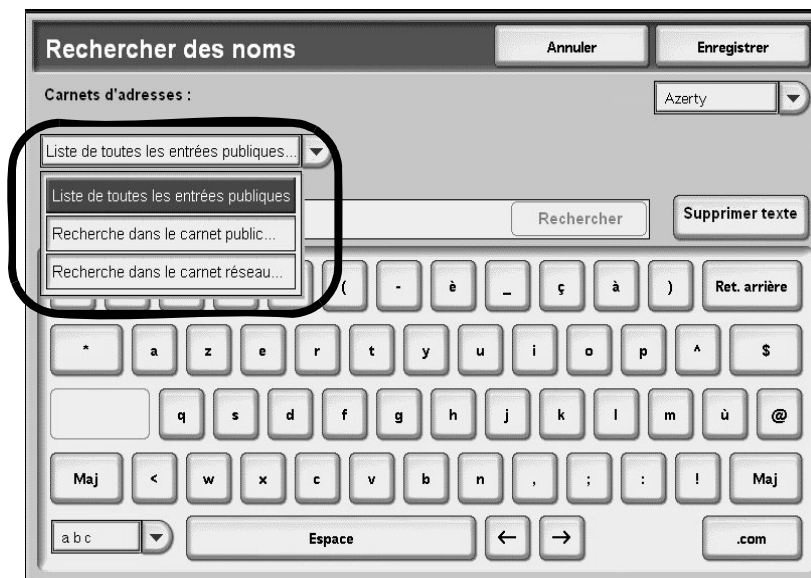 Rechercher des noms
Annuler
Enregistrer
Carnets d'adresses :
Azerty
Liste de toutes les entrées publiques...
Liste de toutes les entrées publiques
Recherche dans le carnet public...
Recherche dans le carnet réseau...
Rechercher
Supprimer texte
( - è _ ç à ) Ret. arrière
* a z e r t y u i o p ^ $
q s d f g h j k l m ù @
Maj < w x c v b n , ; : ! Maj
abc Espace ← → .com